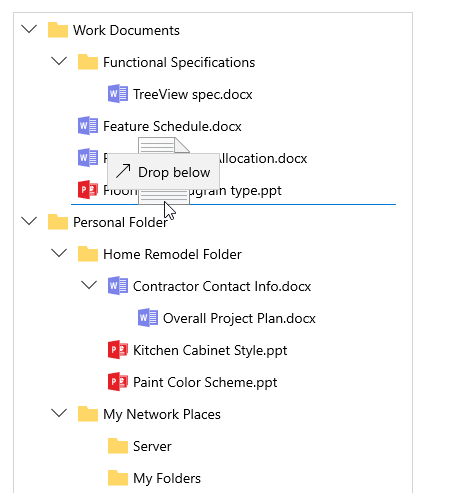 Work Documents
Functional Specifications
TreeView spec.docx
Feature Schedule.docx
Allocation.docx
Drop below
type.ppt
Personal Folder
Home Remodel Folder
Contractor Contact Info.docx
Overall Project Plan.docx
Kitchen Cabinet Style.ppt
Paint Color Scheme.ppt
My Network Places
Server
My Folders